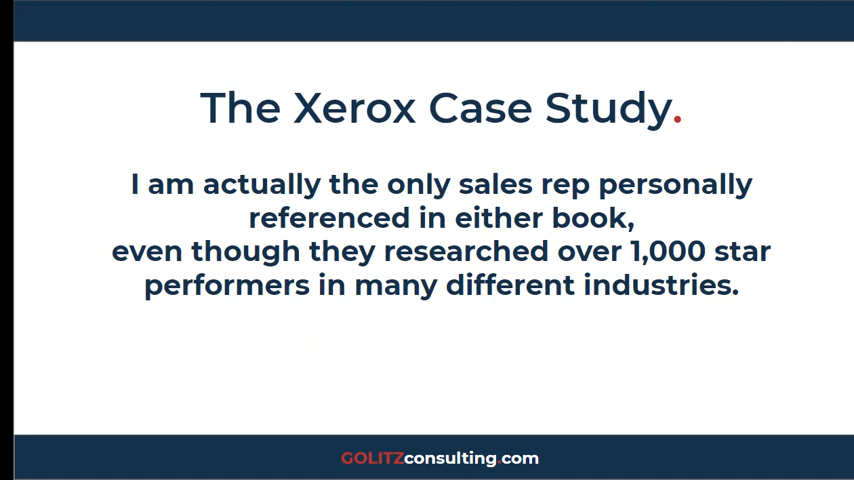 The Xerox Case Study.
I am actually the only sales rep personally
referenced in either book,
even though they researched over 1,000 star
performers in many different industries.
GOLITZconsulting.com